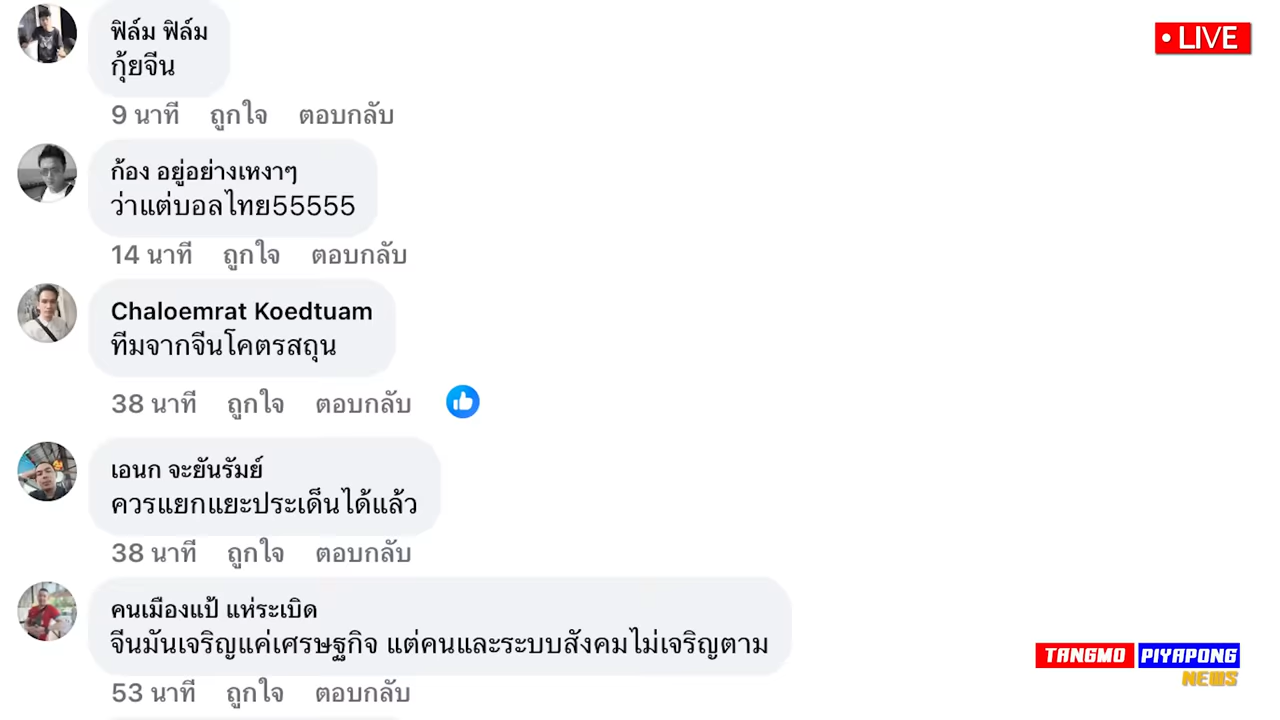 ฟิล์ม ฟิล์ม
กุ้ยจีน
9 นาที ถูกใจ ตอบกลับ
• LIVE
ก้อง อยู่อย่างเหงาๆ
ว่าแต่บอลไทย55555
14 นาที ถูกใจ ตอบกลับ
Chaloemrat Koedtuam
ทีมจากจีนโคตรสถุน
38 นาที ถูกใจ ตอบกลับ
เอนก จะยันรัมย์
ควรแยกแยะประเด็นได้แล้ว
38 นาที ถูกใจ ตอบกลับ
คนเมืองแป้ แห่ระเบิด
จีนมันเจริญแค่เศรษฐกิจ แต่คนและระบบสังคมไม่เจริญตาม
53 นาที ถูกใจ ตอบกลับ
TANGMO PIYAPONG
NEWS